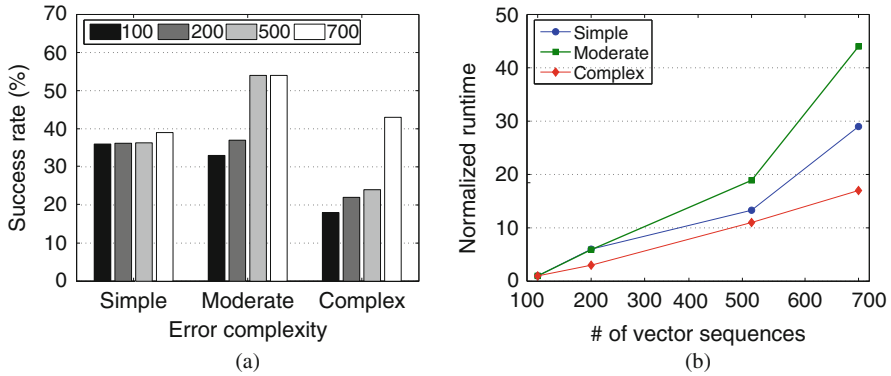 70
60
50
40
30
20
10
0
Success rate (%)
100 200 500 700
Simple Moderate Complex
Error complexity
(a)
50
40
30
20
10
0
Normalized runtime
Simple
Moderate
Complex
100 200 300 400 500 600 700
# of vector sequences
(b)